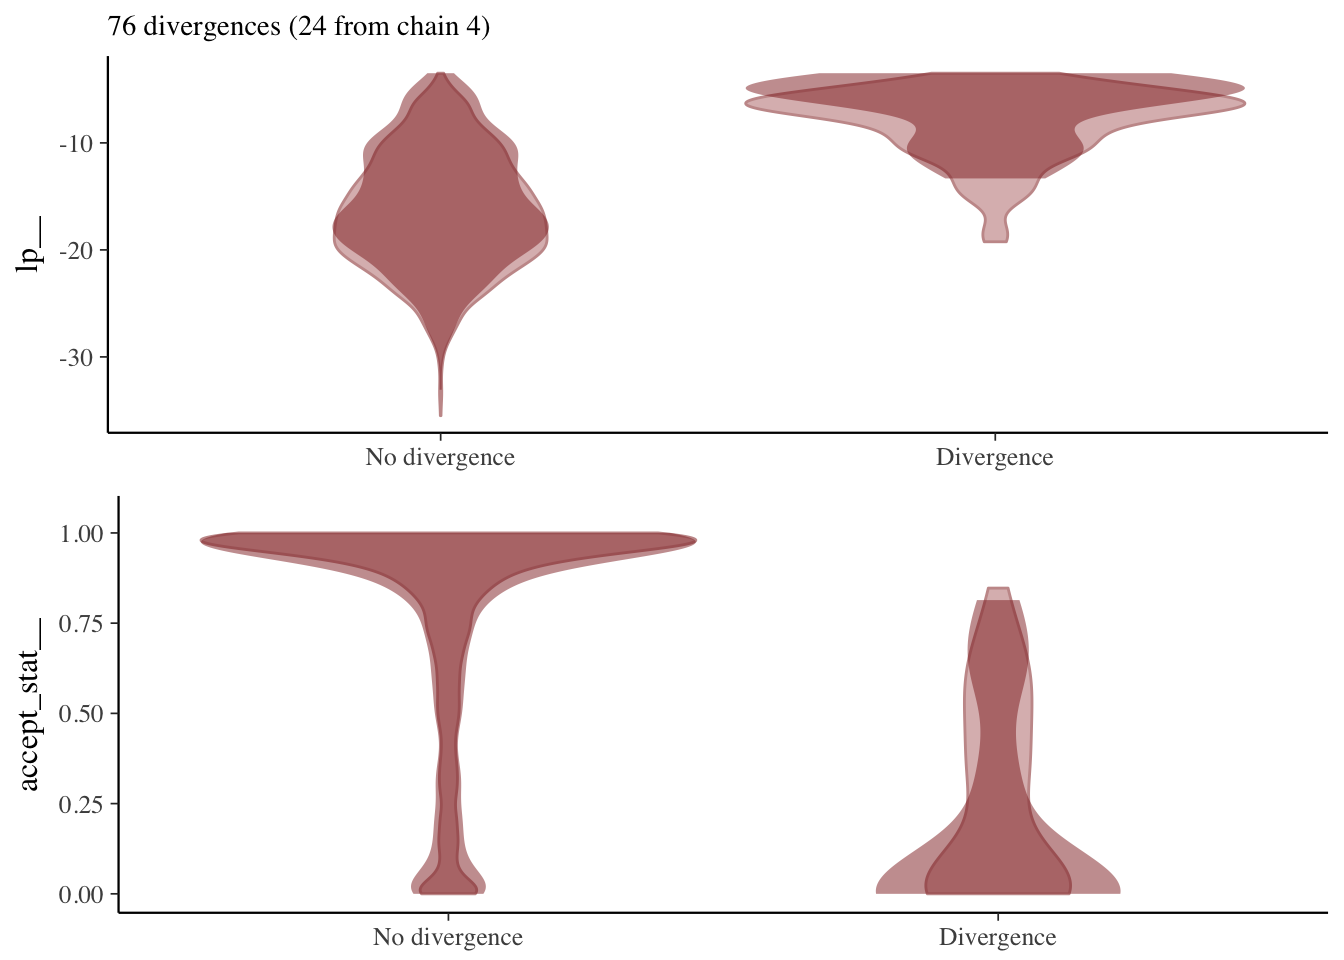 76 divergences (24 from chain 4)
lp__
-10
-20
-30
No divergence
Divergence
accept_stat__
1.00
0.75
0.50
0.25
0.00
No divergence
Divergence